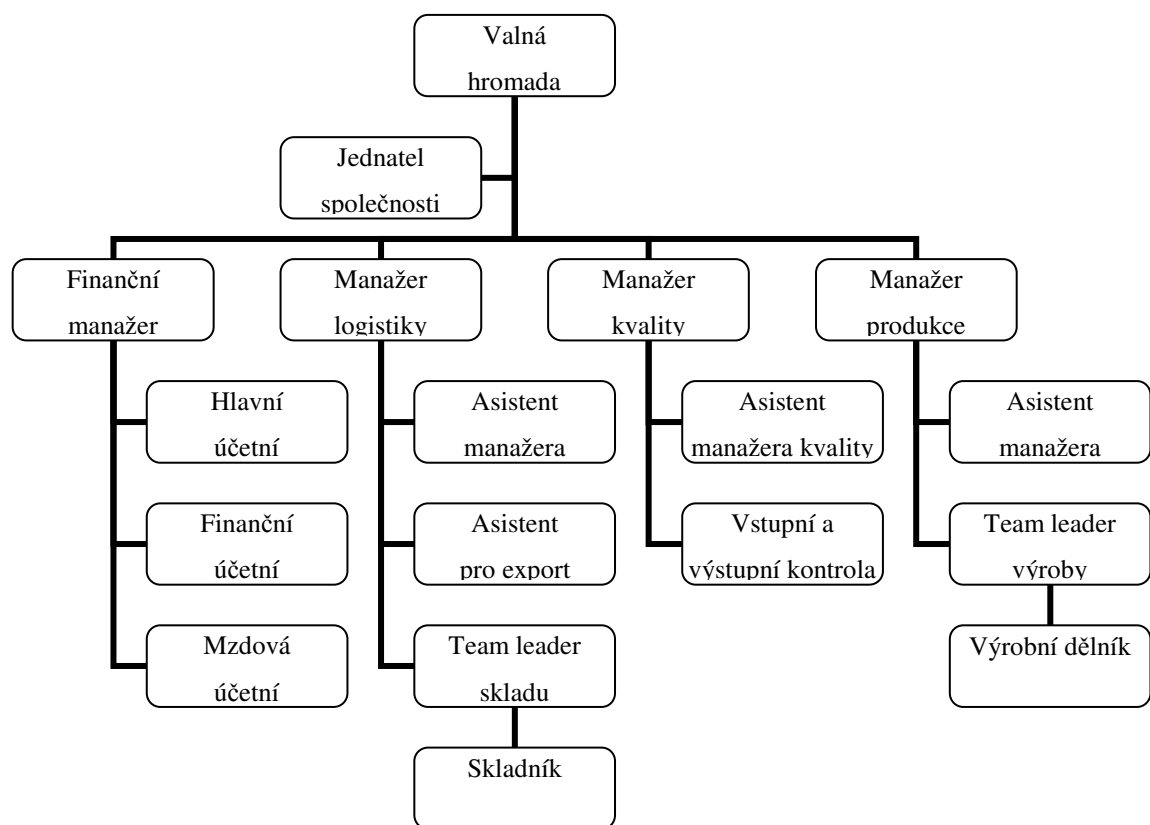 Valná
hromada
Jednatel
společnosti
Finanční
manažer
Manažer
logistiky
Manažer
kvality
Manažer
produkce
Hlavní
účetní
Asistent
manažera
Asistent
manažera kvality
Asistent
manažera
Finanční
účetní
Asistent
pro export
Vstupní a
výstupní kontrola
Team leader
výroby
Mzdová
účetní
Team leader
skladu
Výrobní dělník
Skladník